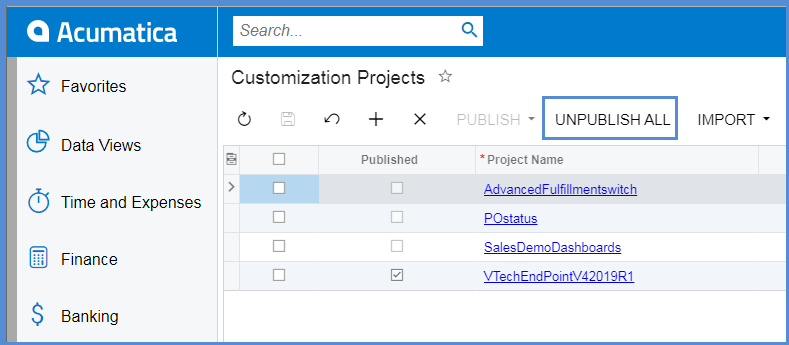 Acumatica
Search...
Favorites
Data Views
Time and Expenses
Finance
Banking
Customization Projects
PUBLISH UNPUBLISH ALL IMPORT
Published * Project Name
AdvancedFulfillmentswitch
POstatus
SalesDemoDashboards
VTechEndPointV42019R1